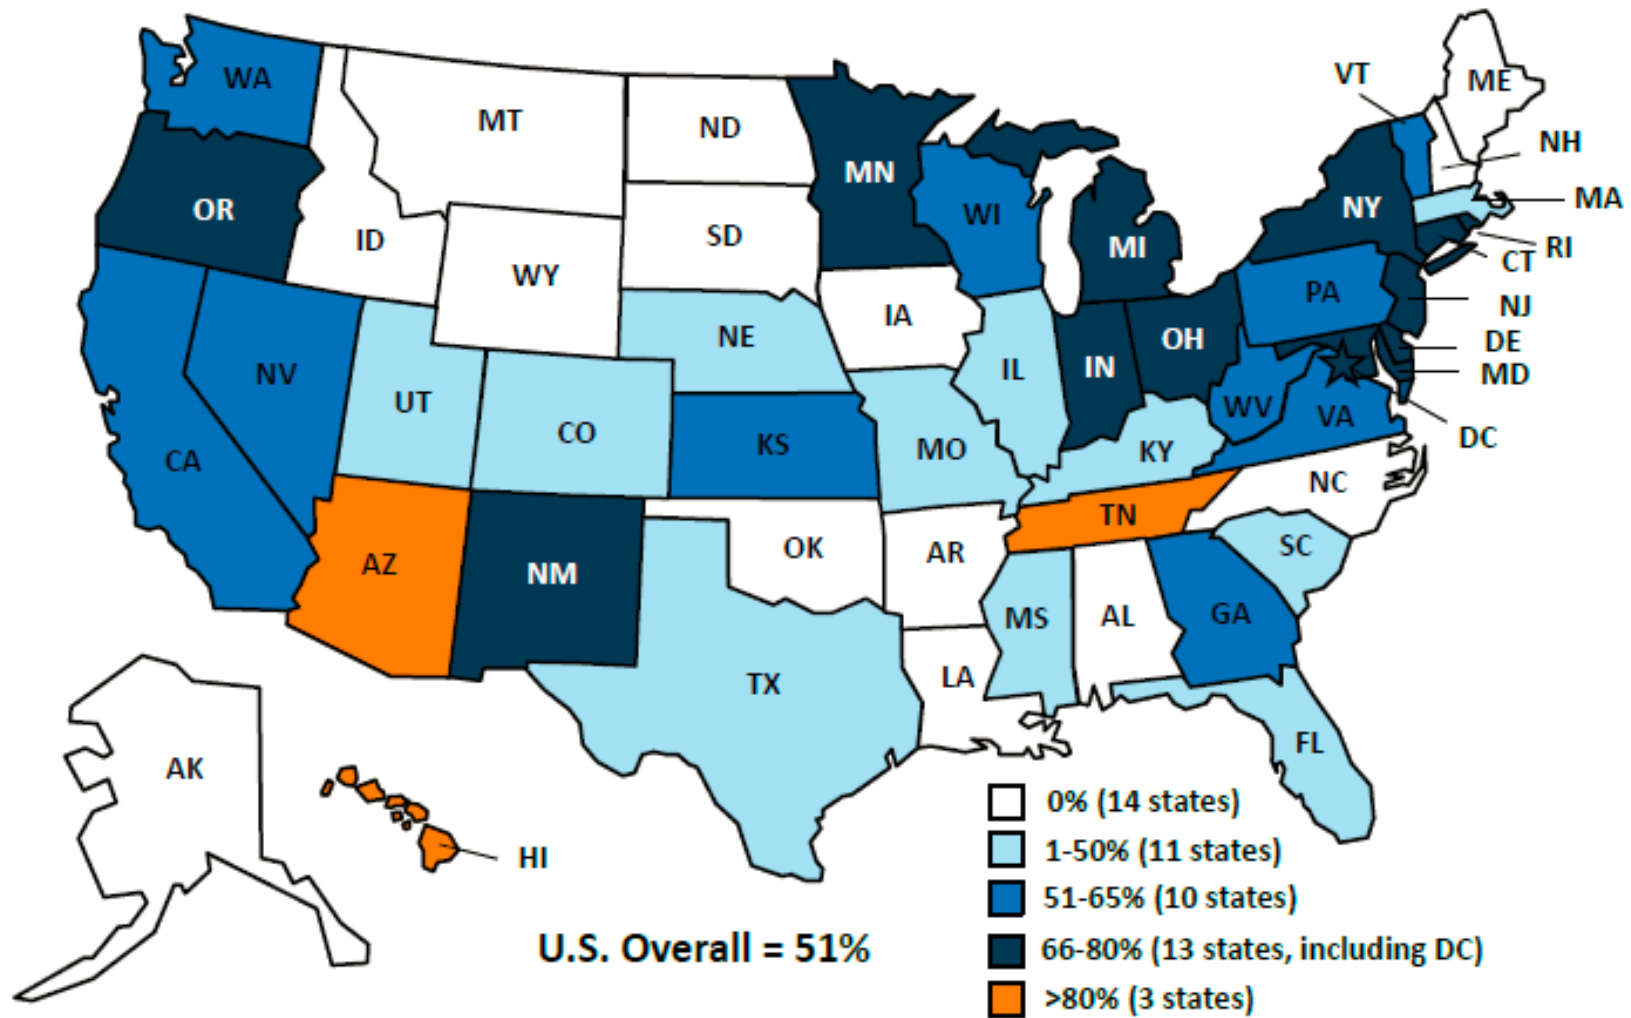 WA
MT
ND
MN
VT
ME
NH
OR
ID
SD
WI
NY
MA
WY
MI
RI
CT
IA
PA
NJ
NE
OH
DE
NV
IN
IL
MD
UT
CO
KS
WV
VA
DC
CA
MO
KY
NC
AZ
NM
OK
AR
TN
SC
MS
AL
GA
TX
LA
FL
AK
HI
0% (14 states)
1-50% (11 states)
51-65% (10 states)
66-80% (13 states, including DC)
>80% (3 states)
U.S. Overall = 51%